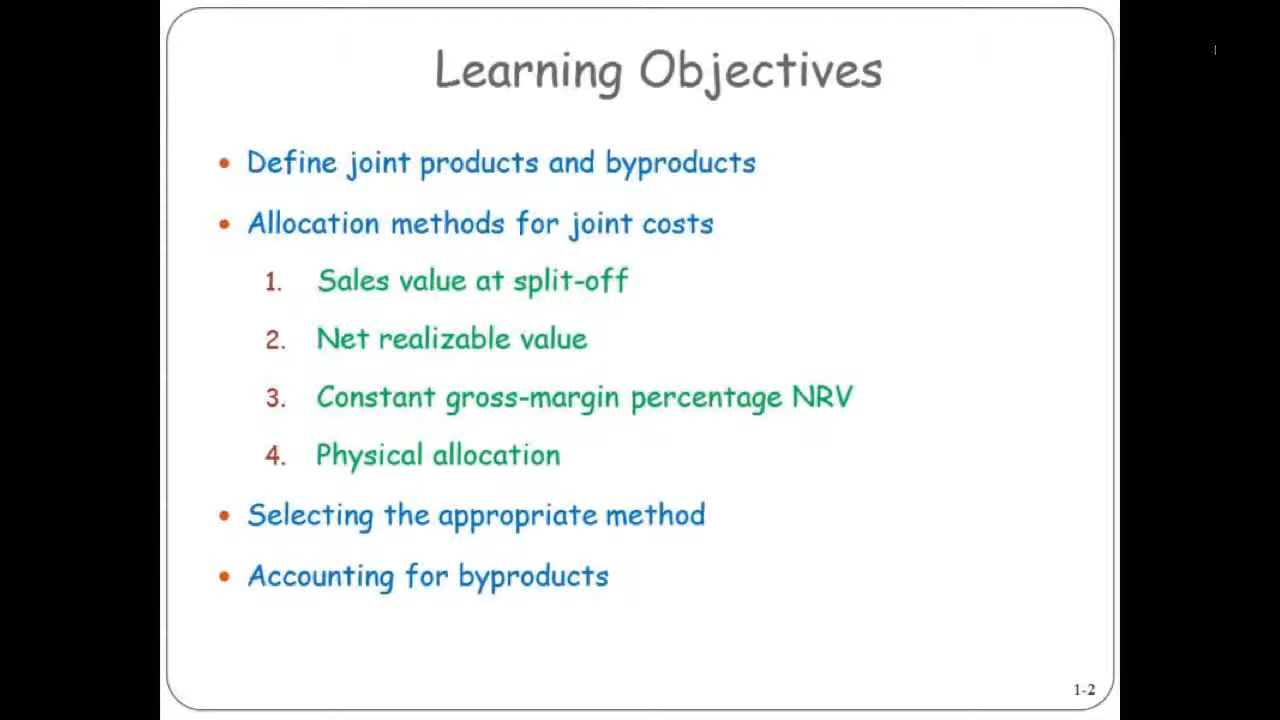 Learning Objectives
• Define joint products and byproducts
• Allocation methods for joint costs
1. Sales value at split-off
2. Net realizable value
3. Constant gross-margin percentage NRV
4. Physical allocation
• Selecting the appropriate method
• Accounting for byproducts
1-2